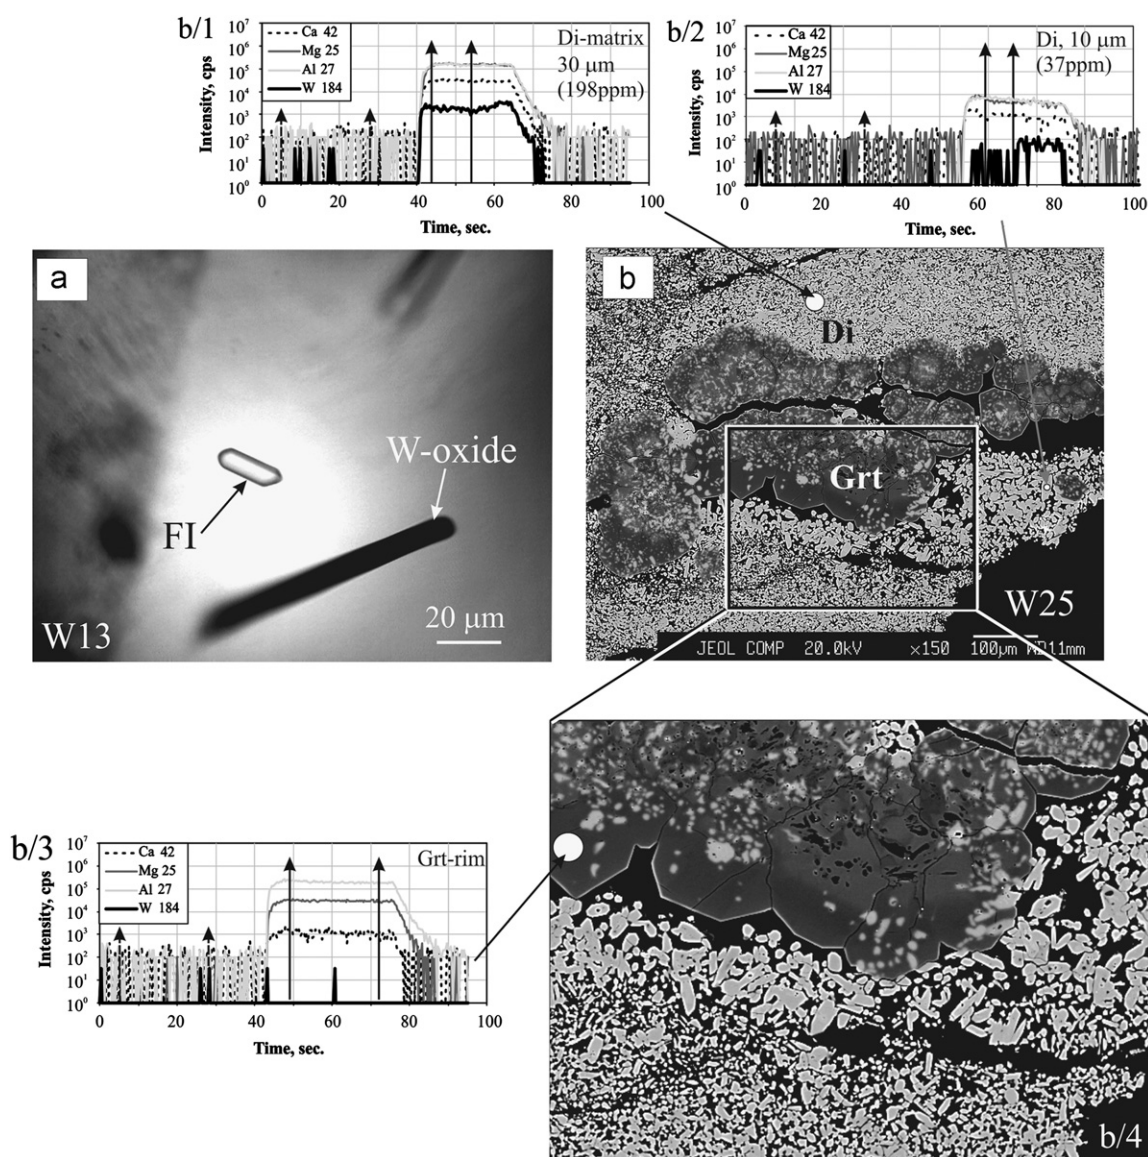 b/1
Ca 42
Mg 25
Al 27
W 184
Di-matrix
30 µm
(198ppm)
Intensity, cps
10⁷
10⁶
10⁵
10⁴
10³
10²
10¹
10⁰
0 20 40 60 80 100
Time, sec.
b/2
Ca 42
Mg25
Al 27
W 184
Di, 10 µm
(37ppm)
Intensity, cps
10⁷
10⁶
10⁵
10⁴
10³
10²
10¹
10⁰
0 20 40 60 80 100
Time, sec.
a
W-oxide
FI
20 µm
W13
b
Di
Grt
W25
JEOL COMP 20.0kV ×150 100µm WD11mm
b/3
Ca 42
Mg 25
Al 27
W 184
Grt-rim
Intensity, cps
10⁷
10⁶
10⁵
10⁴
10³
10²
10¹
10⁰
0 20 40 60 80 100
Time, sec.
b/4